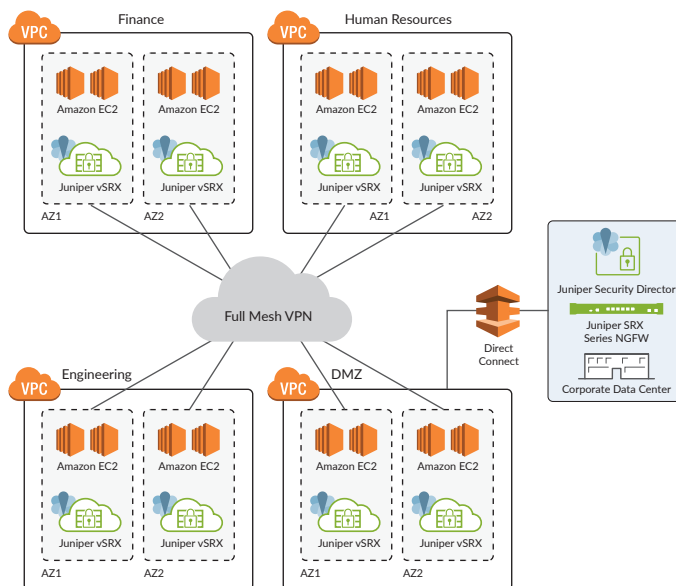 Finance
Human Resources
VPC
VPC
Amazon EC2
Amazon EC2
Amazon EC2
Amazon EC2
Juniper vSRX
Juniper vSRX
Juniper vSRX
Juniper vSRX
AZ1
AZ2
AZ1
AZ2
Full Mesh VPN
Direct
Connect
Juniper Security Director
Juniper SRX
Series NGFW
Corporate Data Center
Engineering
DMZ
VPC
VPC
Amazon EC2
Amazon EC2
Amazon EC2
Amazon EC2
Juniper vSRX
Juniper vSRX
Juniper vSRX
Juniper vSRX
AZ1
AZ2
AZ1
AZ2